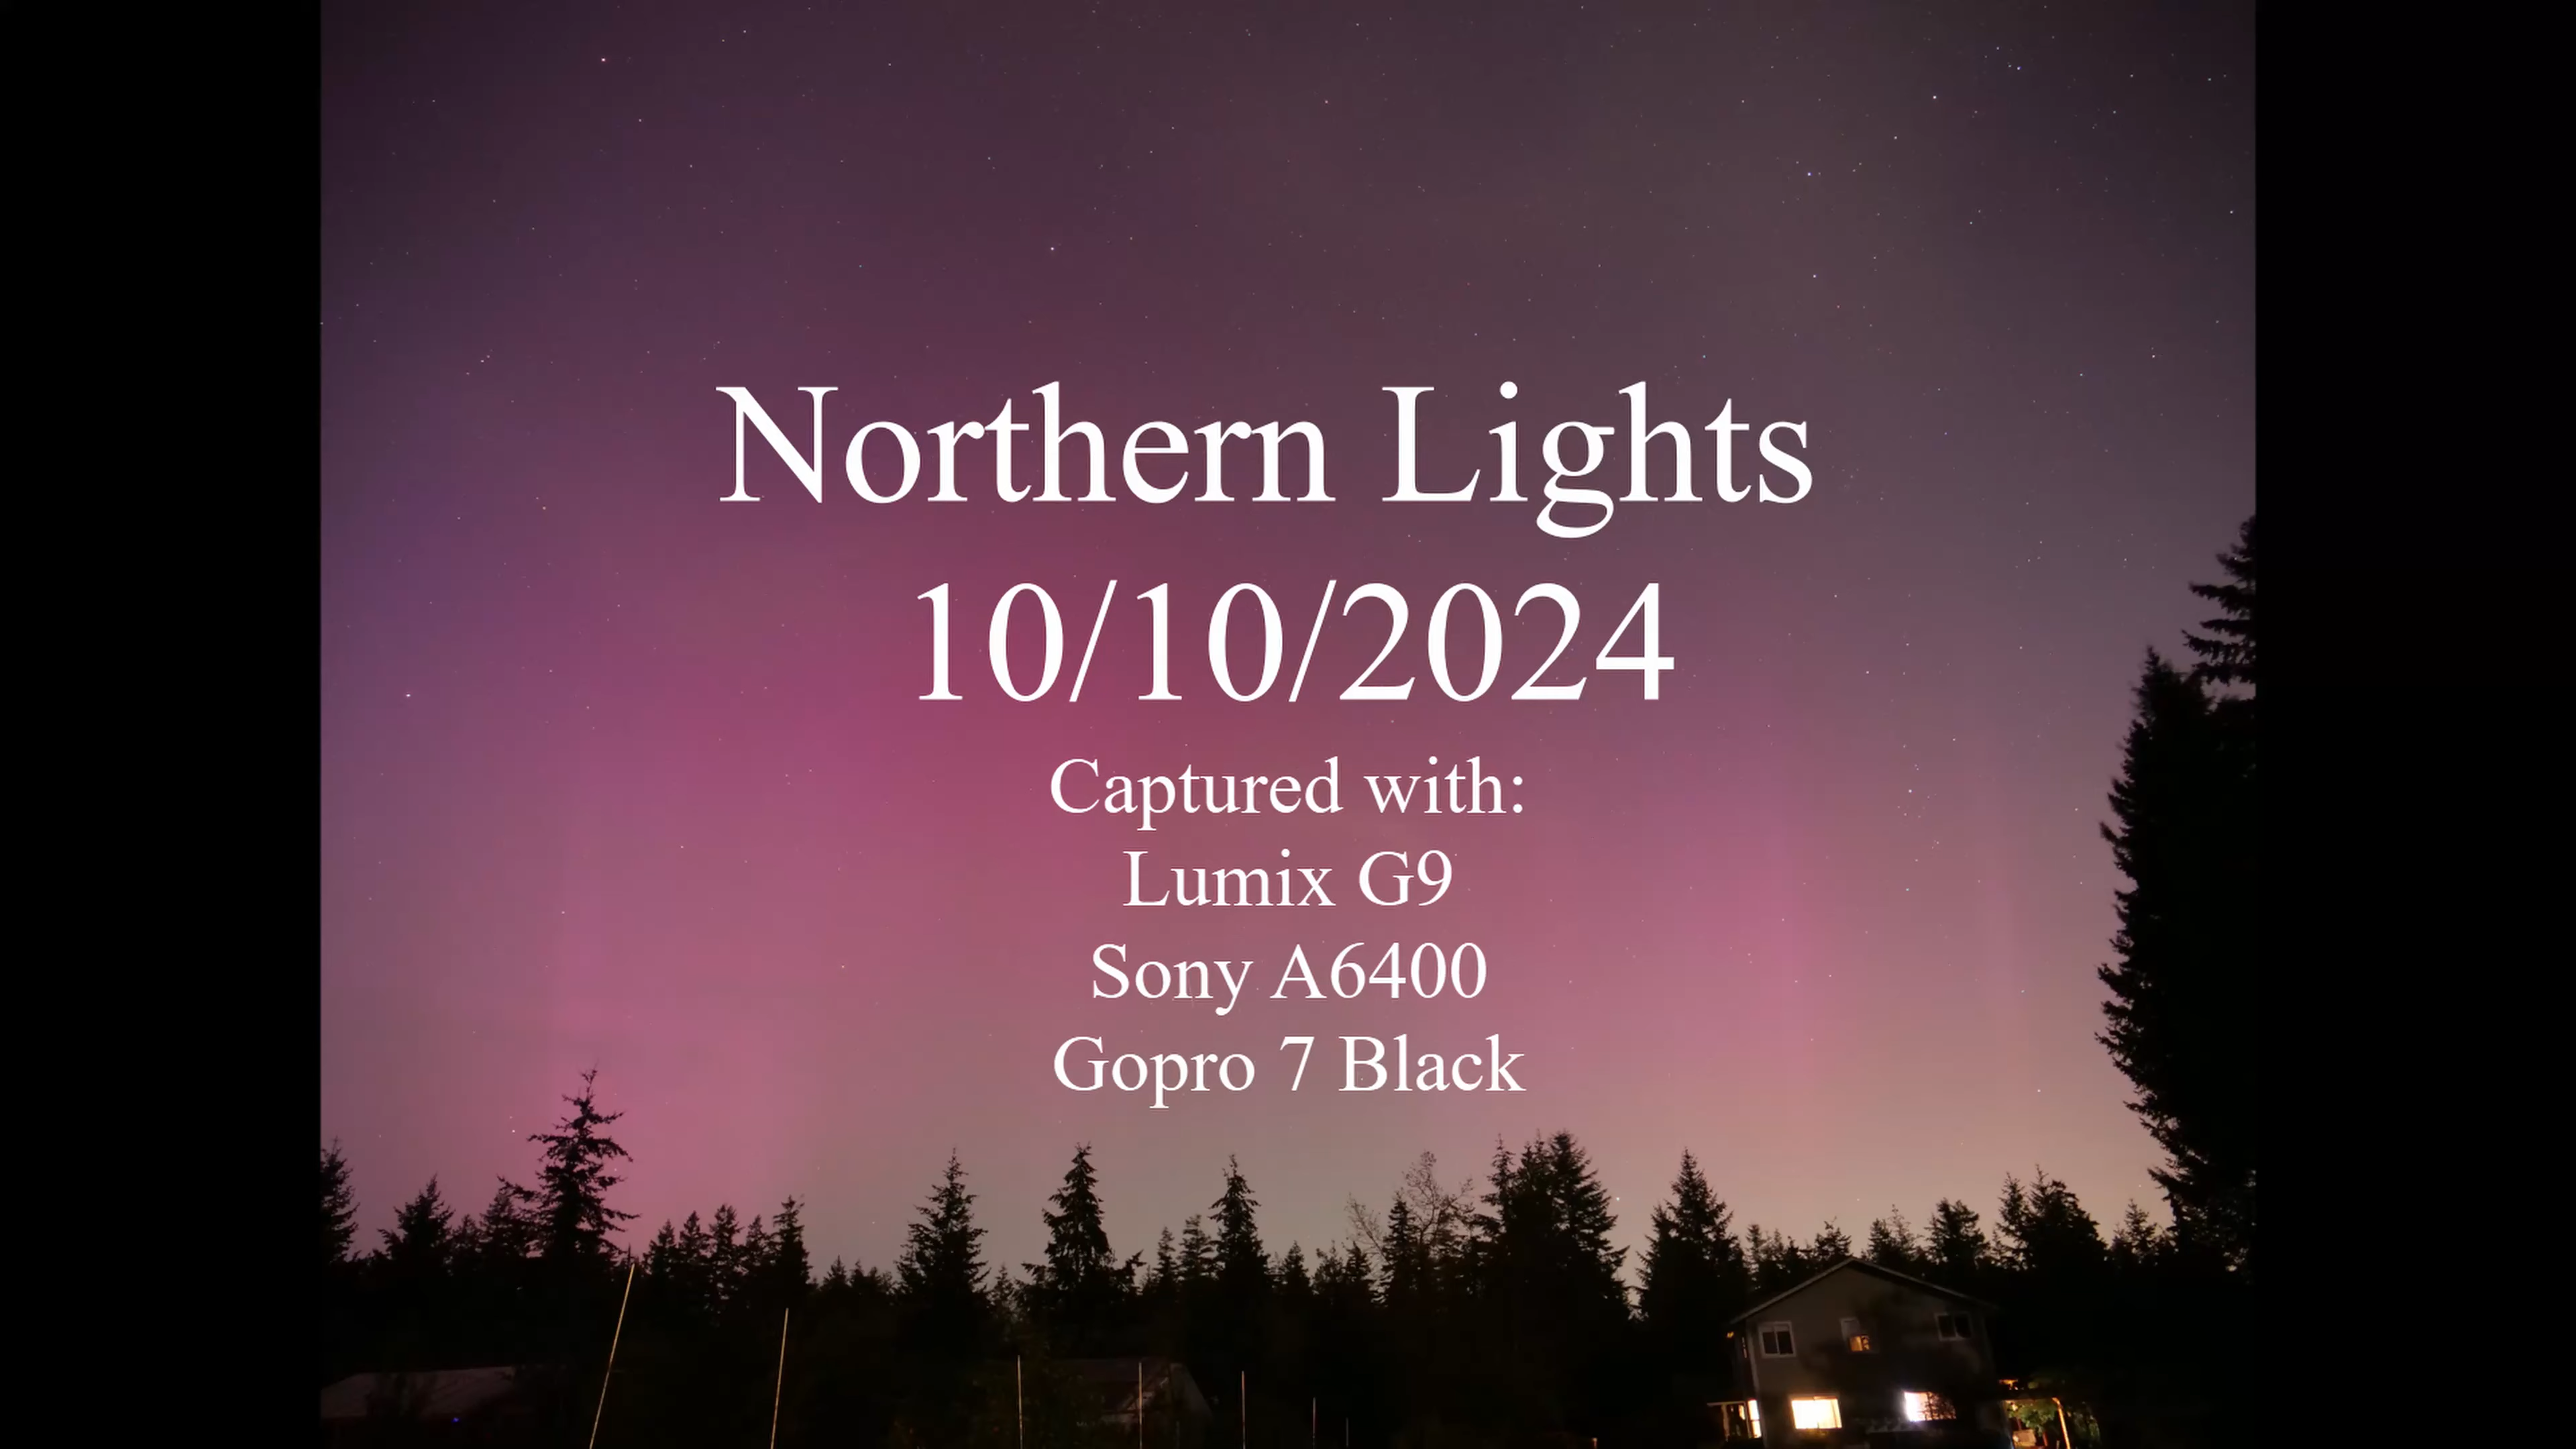 Northern Lights
10/10/2024
Captured with:
Lumix G9
Sony A6400
Gopro 7 Black